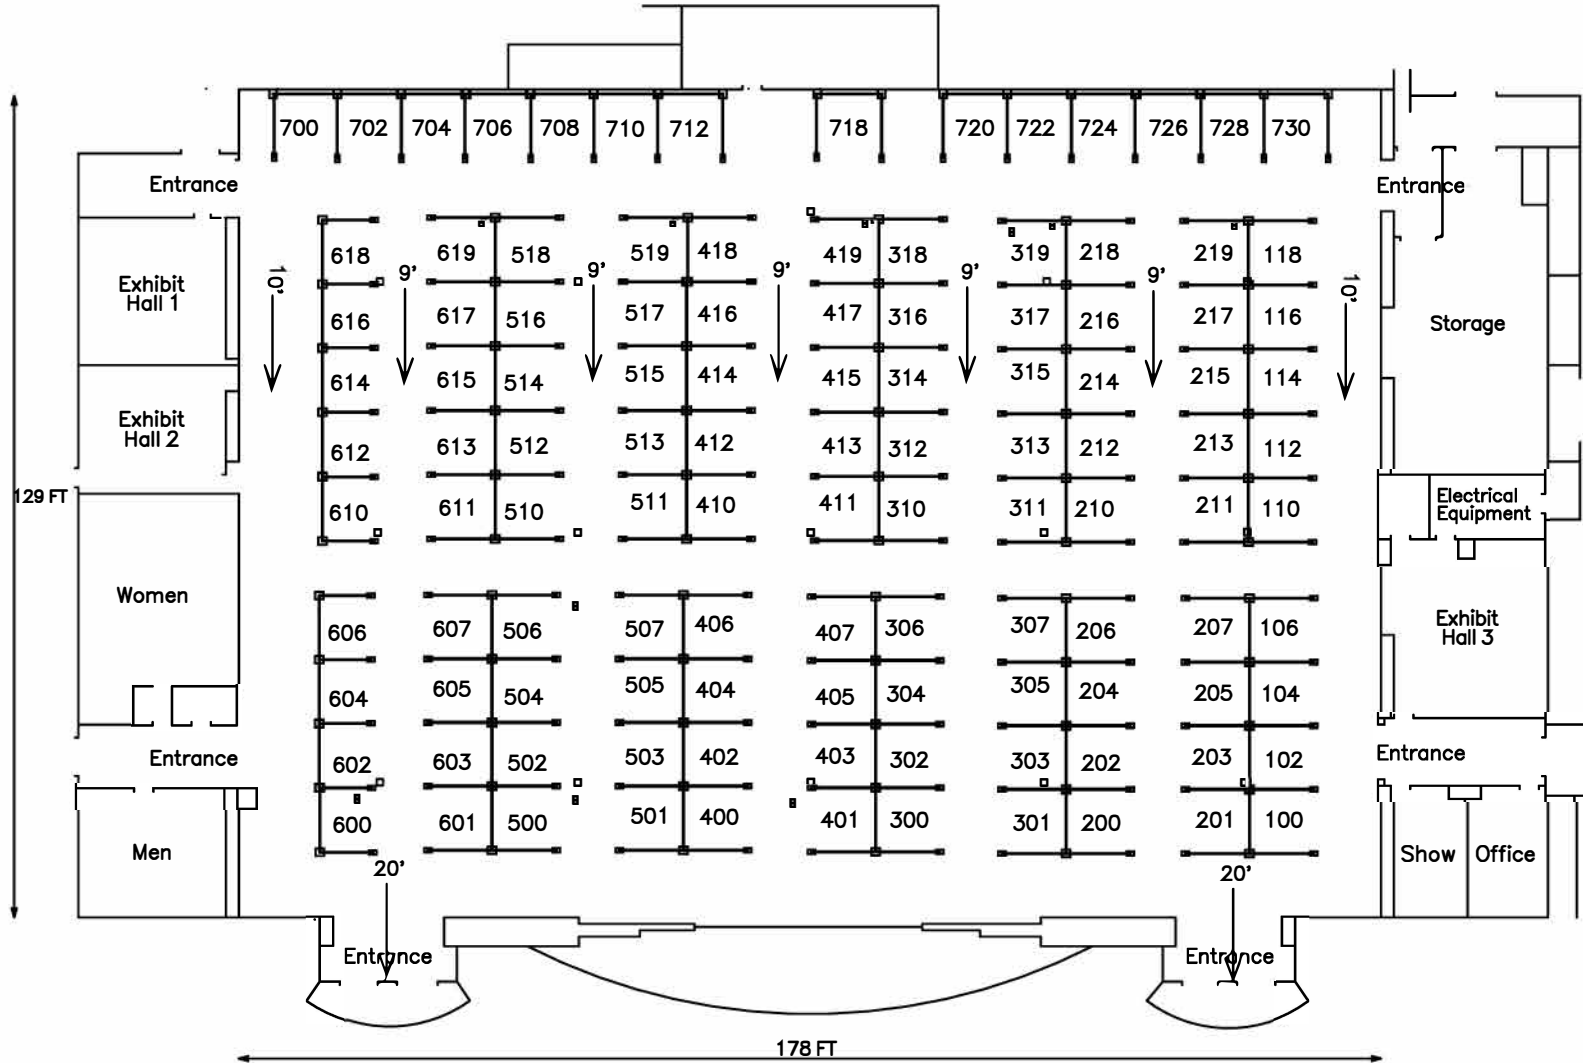 700 702 704 706 708 710 712 718 720 722 724 726 728 730
Entrance
Entrance
618 619 518 519 418 419 318 319 218 219 118
Exhibit
Hall 1
10'
9'
9'
9'
9'
9'
10'
616 617 516 517 416 417 316 317 216 217 116
Storage
614 615 514 515 414 415 314 315 214 215 114
Exhibit
Hall 2
612 613 512 513 412 413 312 313 212 213 112
129 FT
610 611 510 511 410 411 310 311 210 211 110
Electrical
Equipment
Women
606 607 506 507 406 407 306 307 206 207 106
Exhibit
Hall 3
604 605 504 505 404 405 304 305 204 205 104
Entrance
602 603 502 503 402 403 302 303 202 203 102
Entrance
600 601 500 501 400 401 300 301 200 201 100
Men
Show
Office
20'
20'
Entrance
Entrance
178 FT